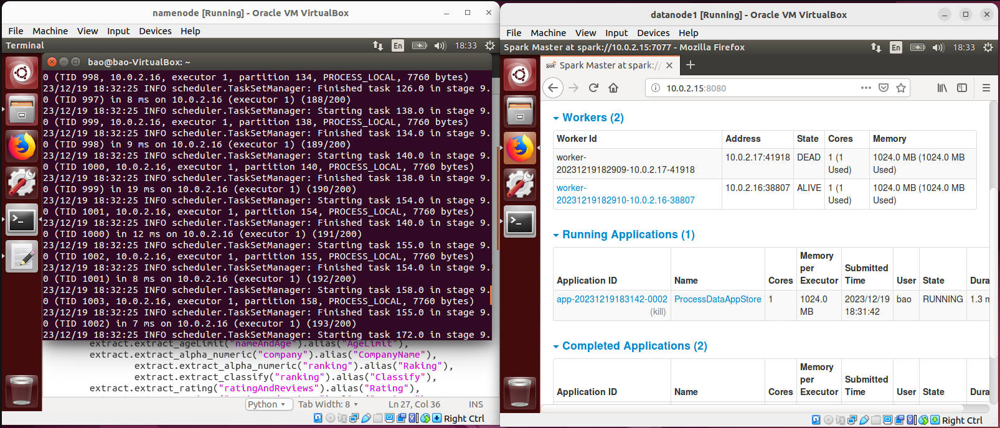 namenode [Running] - Oracle VM VirtualBox
File Machine View Input Devices Help
Terminal En 18:33
bao@bao-VirtualBox: ~
0 (TID 998, 10.0.2.16, executor 1, partition 134, PROCESS_LOCAL, 7760 bytes)
23/12/19 18:32:25 INFO scheduler.TaskSetManager: Finished task 126.0 in stage 9.
0 (TID 997) in 8 ms on 10.0.2.16 (executor 1) (188/200)
23/12/19 18:32:25 INFO scheduler.TaskSetManager: Starting task 138.0 in stage 9.
0 (TID 999, 10.0.2.16, executor 1, partition 138, PROCESS_LOCAL, 7760 bytes)
23/12/19 18:32:25 INFO scheduler.TaskSetManager: Finished task 134.0 in stage 9.
0 (TID 998) in 9 ms on 10.0.2.16 (executor 1) (189/200)
23/12/19 18:32:25 INFO scheduler.TaskSetManager: Starting task 140.0 in stage 9.
0 (TID 1000, 10.0.2.16, executor 1, partition 140, PROCESS_LOCAL, 7760 bytes)
23/12/19 18:32:25 INFO scheduler.TaskSetManager: Finished task 138.0 in stage 9.
0 (TID 999) in 19 ms on 10.0.2.16 (executor 1) (190/200)
23/12/19 18:32:25 INFO scheduler.TaskSetManager: Starting task 154.0 in stage 9.
0 (TID 1001, 10.0.2.16, executor 1, partition 154, PROCESS_LOCAL, 7760 bytes)
23/12/19 18:32:25 INFO scheduler.TaskSetManager: Finished task 140.0 in stage 9.
0 (TID 1000) in 12 ms on 10.0.2.16 (executor 1) (191/200)
23/12/19 18:32:25 INFO scheduler.TaskSetManager: Starting task 155.0 in stage 9.
0 (TID 1002, 10.0.2.16, executor 1, partition 155, PROCESS_LOCAL, 7760 bytes)
23/12/19 18:32:25 INFO scheduler.TaskSetManager: Finished task 154.0 in stage 9.
0 (TID 1001) in 8 ms on 10.0.2.16 (executor 1) (192/200)
23/12/19 18:32:25 INFO scheduler.TaskSetManager: Starting task 158.0 in stage 9.
0 (TID 1003, 10.0.2.16, executor 1, partition 158, PROCESS_LOCAL, 7760 bytes)
23/12/19 18:32:25 INFO scheduler.TaskSetManager: Finished task 155.0 in stage 9.
0 (TID 1002) in 7 ms on 10.0.2.16 (executor 1) (193/200)
23/12/19 18:32:25 INFO scheduler.TaskSetManager: Starting task 172.0 in stage 9.
extract.extract_ageLimit("nameAndAge").alias("AgeLimit"),
extract.extract_alpha_numeric("company").alias("CompanyName"),
extract.extract_alpha_numeric("ranking").alias("Raking"),
extract.extract_classify("ranking").alias("Classify"),
extract.extract_rating("ratingAndReviews").alias("Rating"),
Python Tab Width: 8 Ln 27, Col 36 INS
Right Ctrl
datanode1 [Running] - Oracle VM VirtualBox
File Machine View Input Devices Help
Spark Master at spark://10.0.2.15:7077 - Mozilla Firefox En 18:33
Spark Master at spark://
10.0.2.15:8080
Workers (2)
Worker Id Address State Cores Memory
worker-20231219182909-10.0.2.17-41918 10.0.2.17:41918 DEAD 1 (1 Used) 1024.0 MB (1024.0 MB Used)
worker-20231219182910-10.0.2.16-38807 10.0.2.16:38807 ALIVE 1 (1 Used) 1024.0 MB (1024.0 MB Used)
Running Applications (1)
Application ID Name Cores Memory per Executor Submitted Time User State Dura
app-20231219183142-0002 (kill) ProcessDataAppStore 1 1024.0 MB 2023/12/19 18:31:42 bao RUNNING 1.3 m
Completed Applications (2)
Application ID Name Cores Memory per Executor Submitted Time User State Dura
Right Ctrl